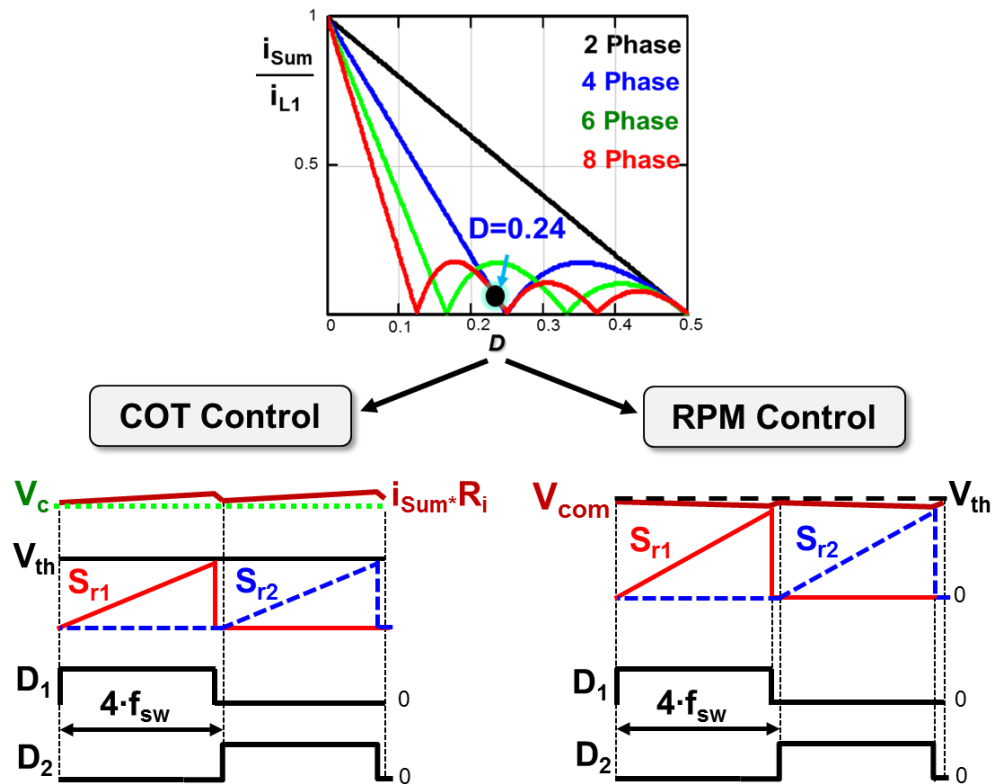 1
i_Sum
i_L1
0.5
2 Phase
4 Phase
6 Phase
8 Phase
D=0.24
0
0.1
0.2
0.3
0.4
0.5
D
COT Control
RPM Control
V_c
i_Sum*R_i
V_th
S_r1
S_r2
D_1
0
4·f_sw
D_2
0
V_com
V_th
S_r1
S_r2
0
D_1
0
4·f_sw
D_2
0